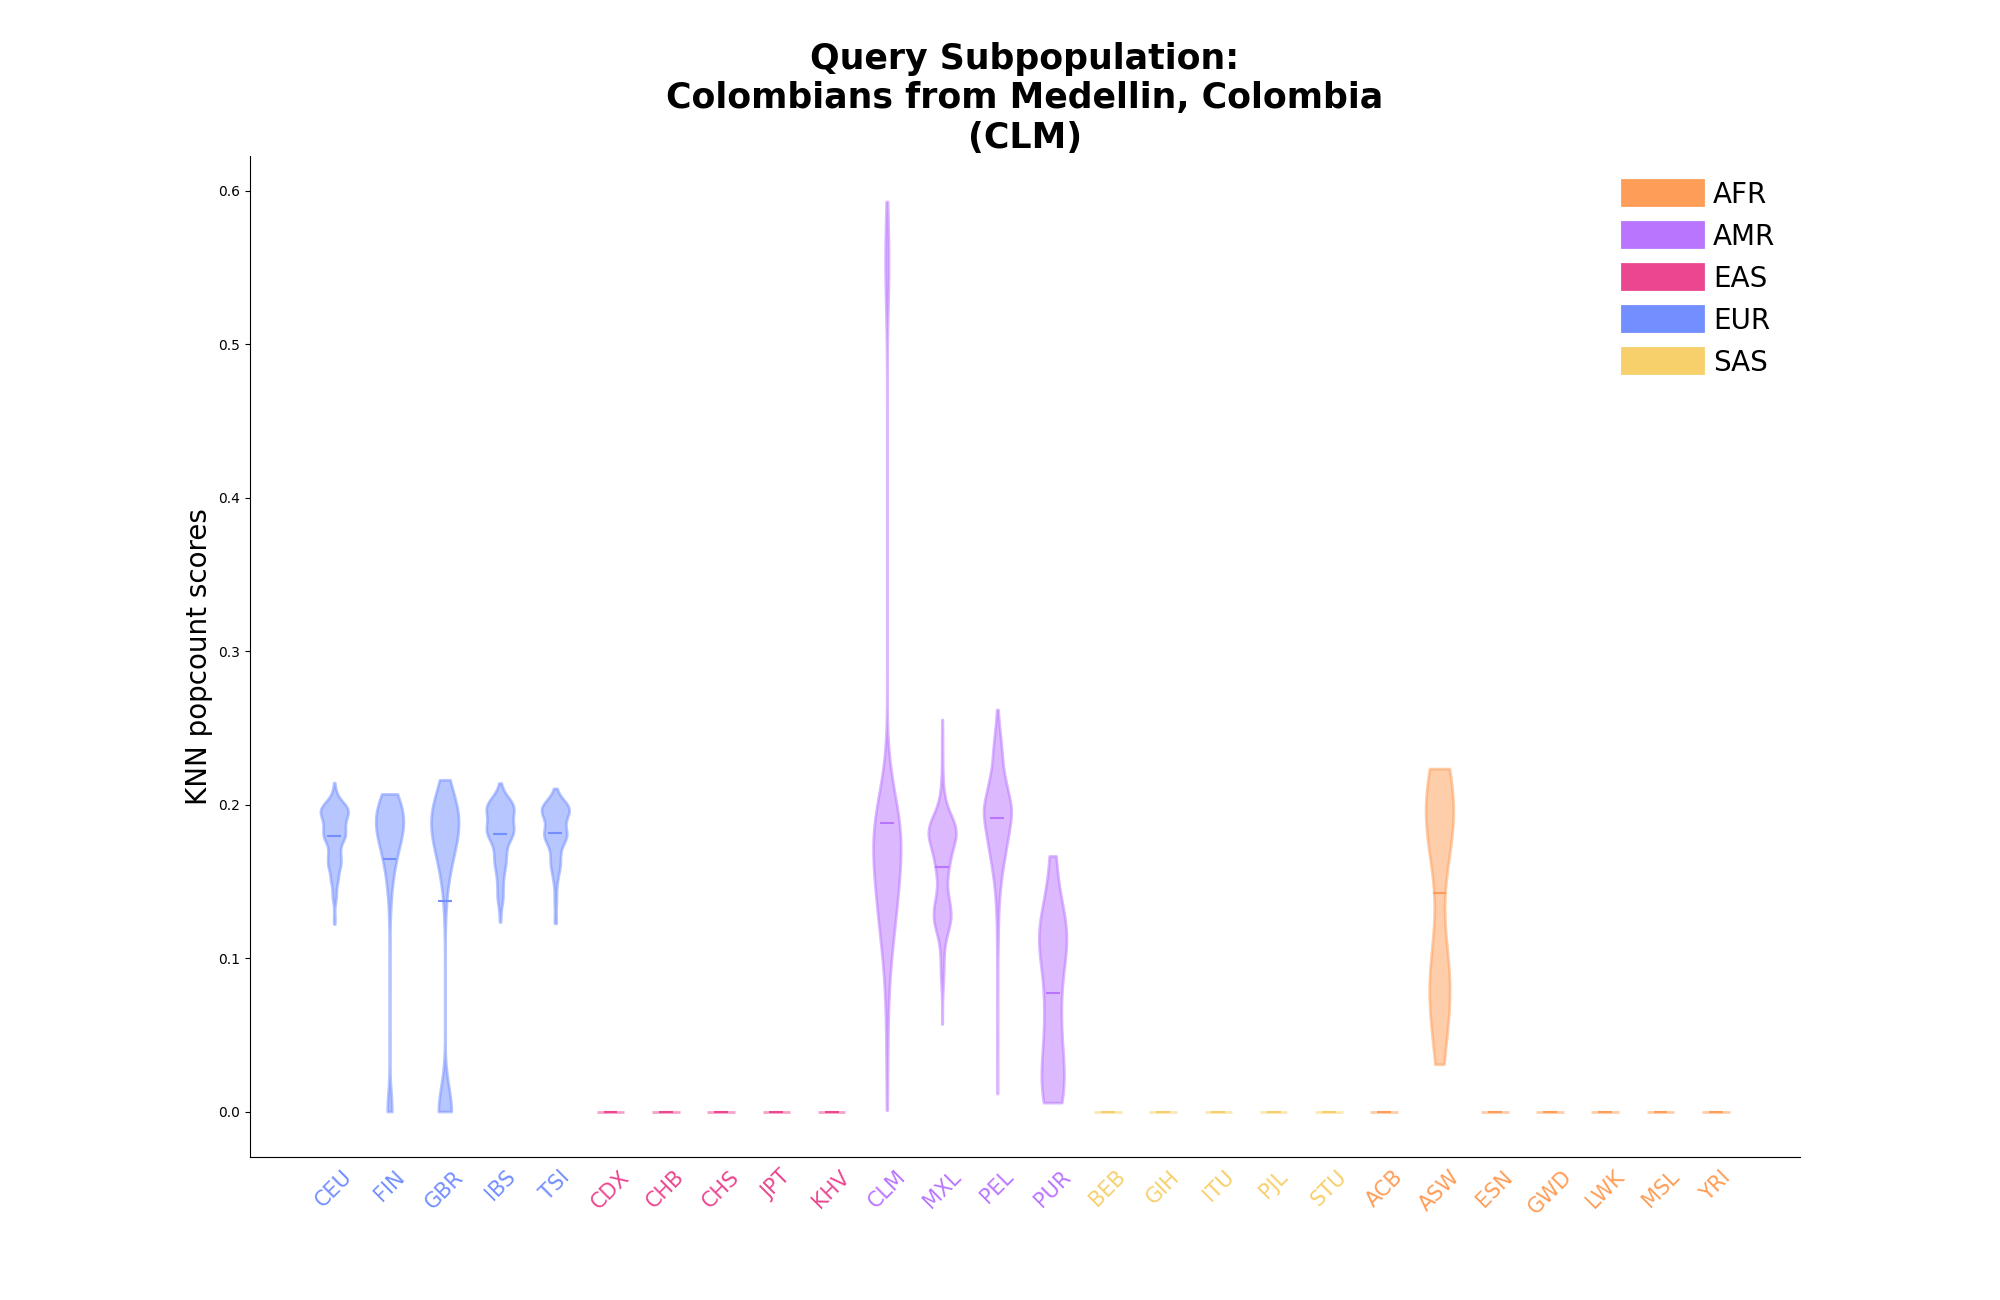 Query Subpopulation:
Colombians from Medellin, Colombia
(CLM)
KNN popcount scores
0.6
0.5
0.4
0.3
0.2
0.1
0.0
AFR
AMR
EAS
EUR
SAS
CEU
FIN
GBR
IBS
TSI
CDX
CHB
CHS
JPT
KHV
CLM
MXL
PEL
PUR
BEB
GIH
ITU
PJL
STU
ACB
ASW
ESN
GWD
LWK
MSL
YRI